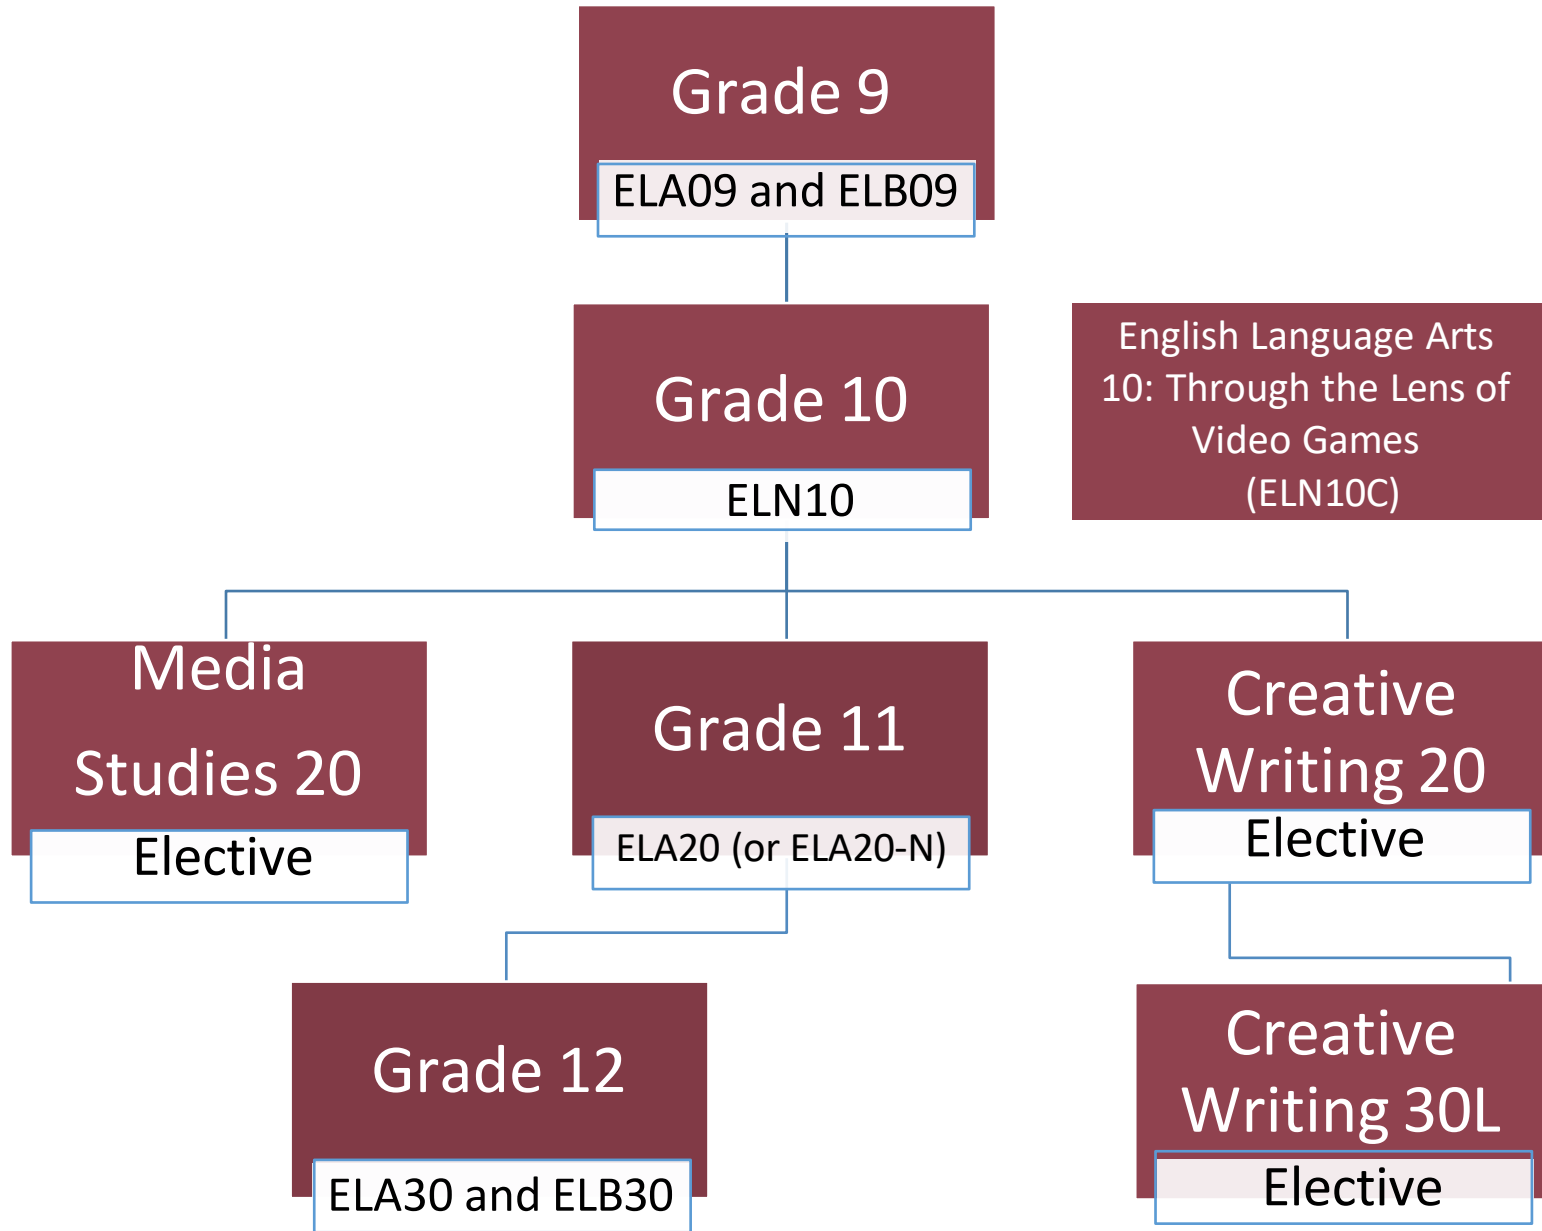 Grade 9
ELA09 and ELB09
Grade 10
ELN10
English Language Arts
10: Through the Lens of
Video Games
(ELN10C)
Media
Studies 20
Elective
Grade 11
ELA20 (or ELA20-N)
Creative
Writing 20
Elective
Grade 12
ELA30 and ELB30
Creative
Writing 30L
Elective